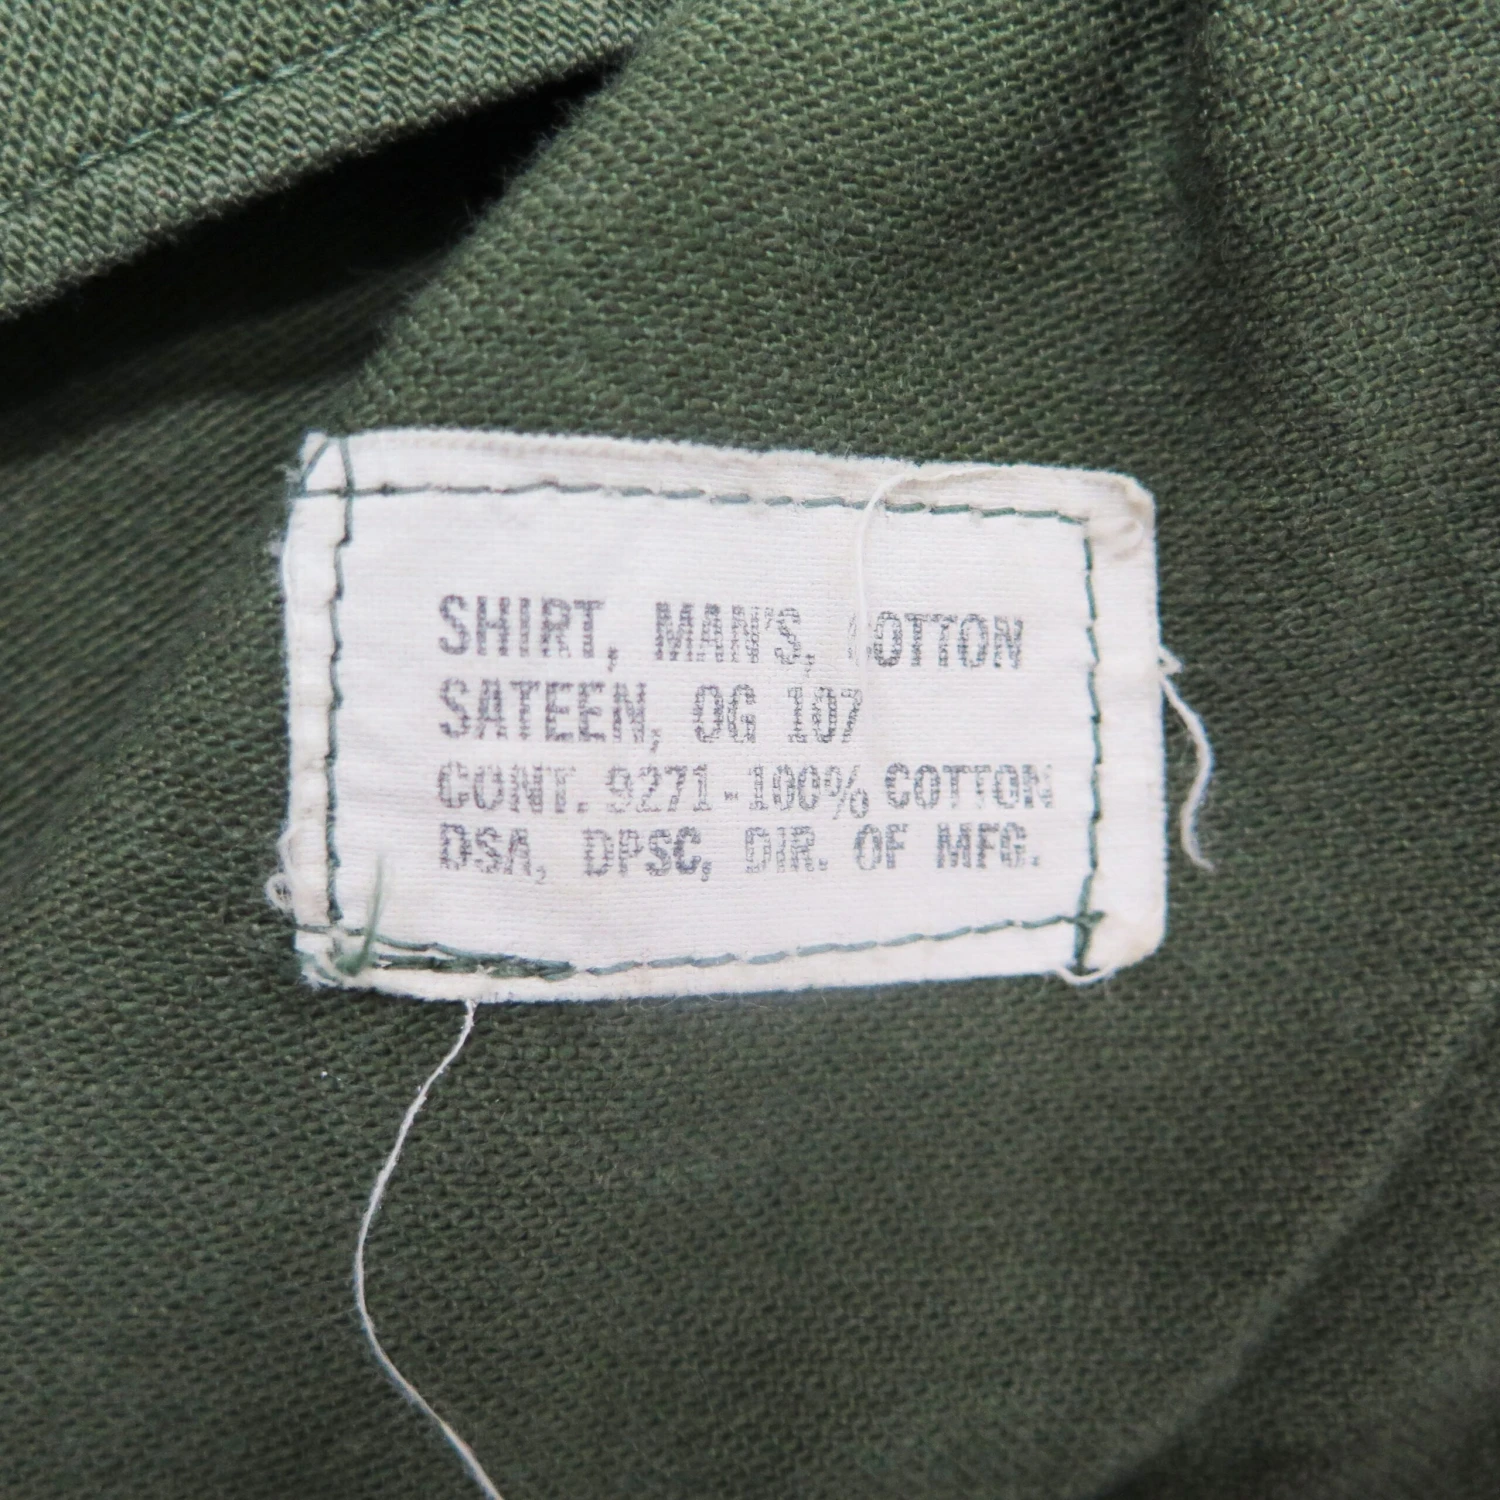 SHIRT, MAN'S, COTTON
SATEEN, OG 107
CONT. 9271-100% COTTON
DSA, DPSC, DIR. OF MFG.